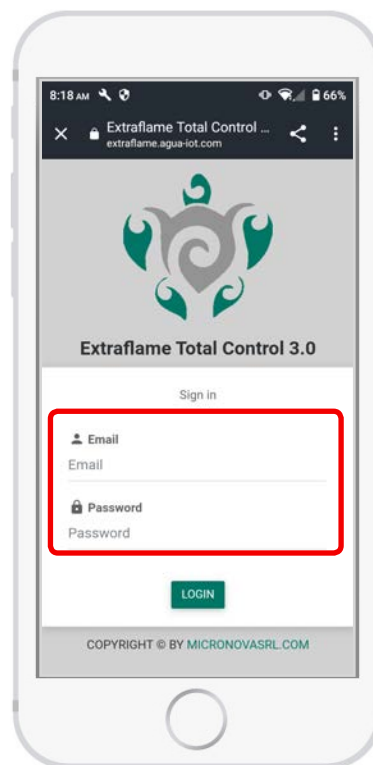 8:18 AM 66%
Extraflame Total Control ...
extraflame.agua-iot.com
Extraflame Total Control 3.0
Sign in
Email
Email
Password
Password
LOGIN
COPYRIGHT © BY MICRONOVASRL.COM